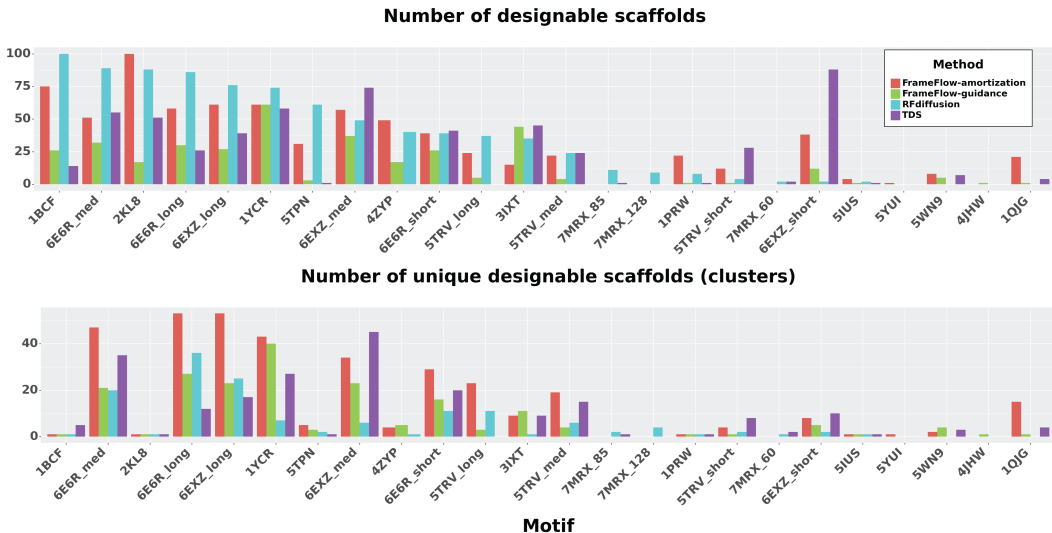 Number of designable scaffolds
100
75
50
25
0
Method
FrameFlow-amortization
FrameFlow-guidance
RFdiffusion
TDS
1BCF
6E6R_med
2KL8
6E6R_long
6EXZ_long
1YCR
5TPN
6EXZ_med
4ZYP
6E6R_short
5TRV_long
3IXT
5TRV_med
7MRX_85
7MRX_128
1PRW
5TRV_short
7MRX_60
6EXZ_short
5IUS
5YUI
5WN9
4JHW
1QJG
Number of unique designable scaffolds (clusters)
40
20
0
1BCF
6E6R_med
2KL8
6E6R_long
6EXZ_long
1YCR
5TPN
6EXZ_med
4ZYP
6E6R_short
5TRV_long
3IXT
5TRV_med
7MRX_85
7MRX_128
1PRW
5TRV_short
7MRX_60
6EXZ_short
5IUS
5YUI
5WN9
4JHW
1QJG
Motif